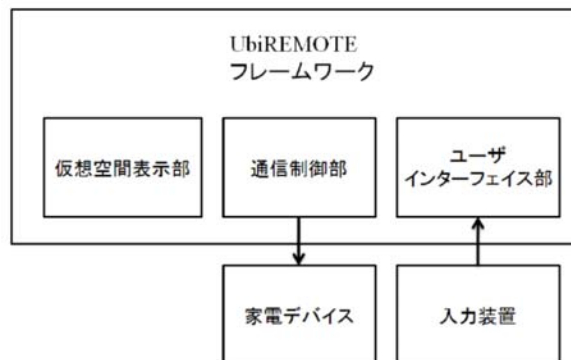 UbiREMOTE
フレームワーク
仮想空間表示部
通信制御部
ユーザ
インターフェイス部
家電デバイス
入力装置